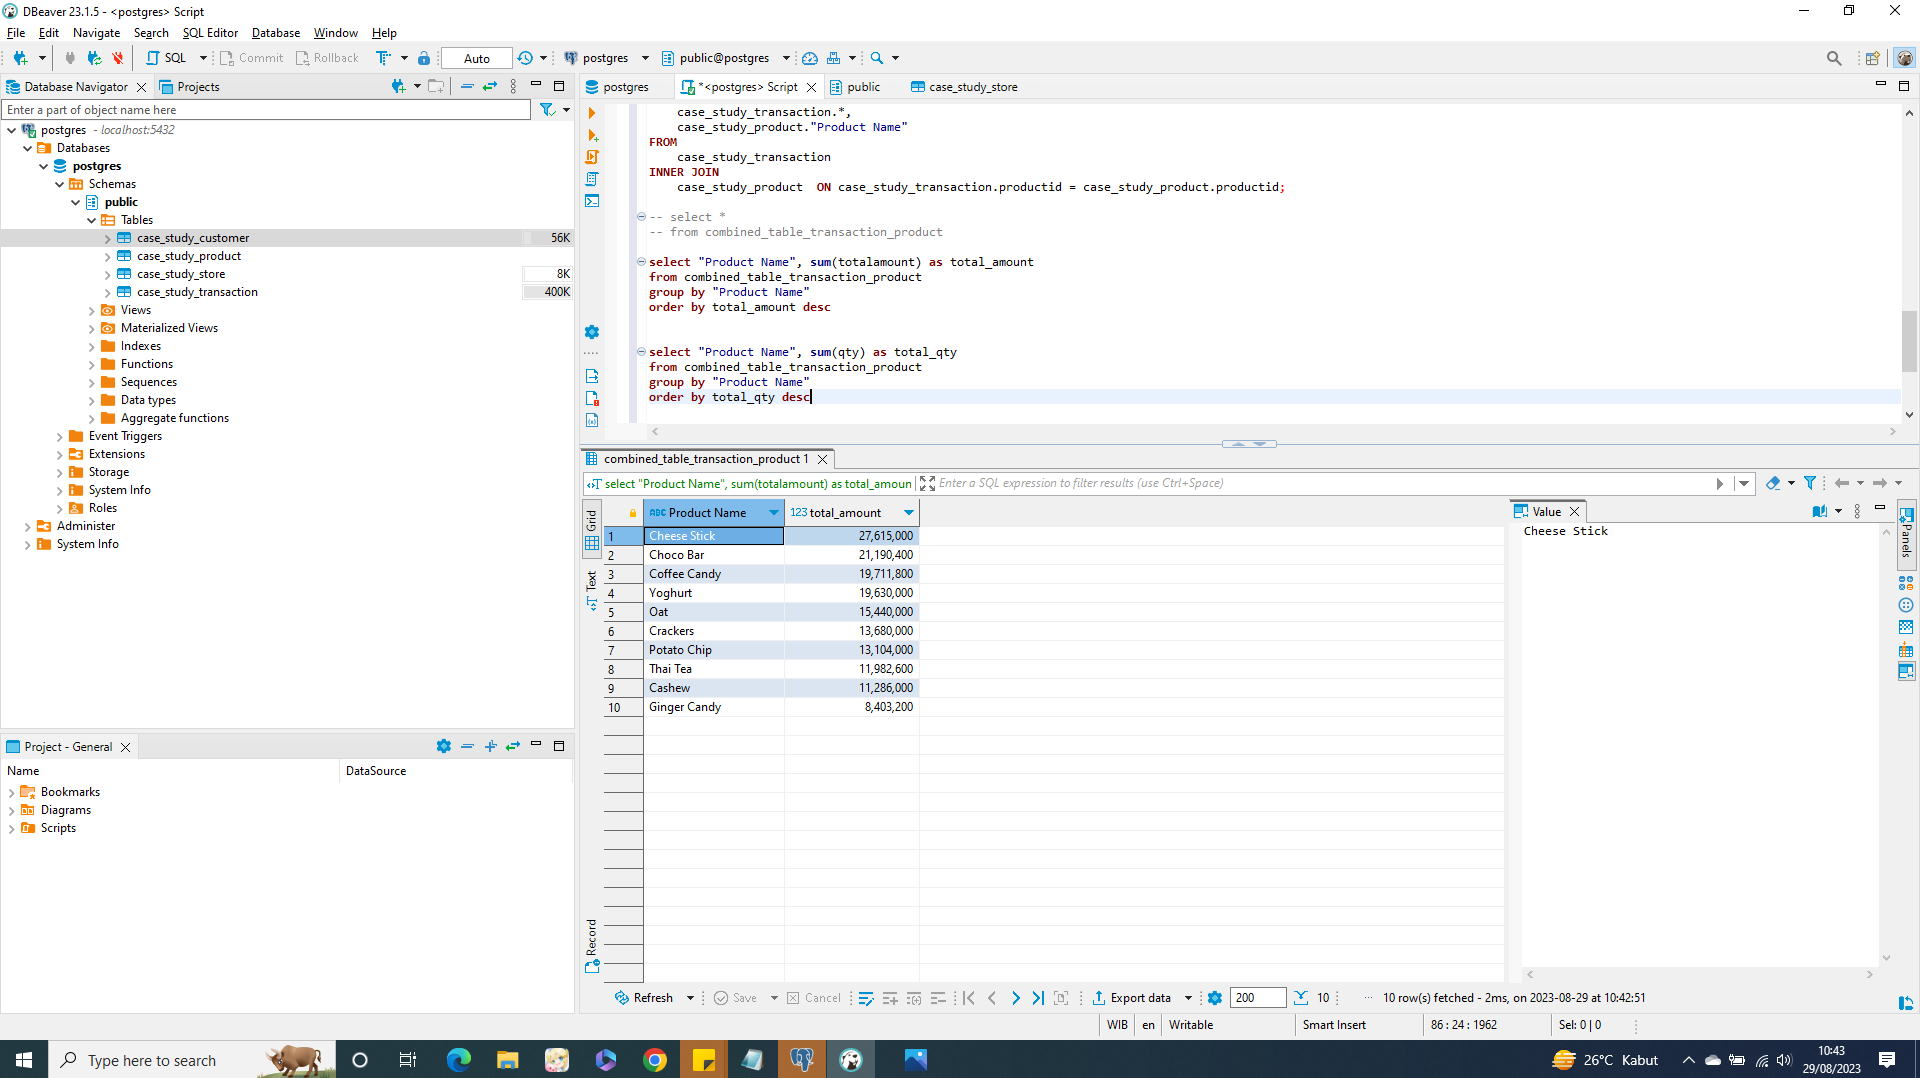 DBeaver 23.1.5 - <postgres> Script
File Edit Navigate Search SQL Editor Database Window Help
SQL Commit Rollback Auto postgres public@postgres
Database Navigator Projects
Enter a part of object name here
postgres - localhost:5432
Databases
postgres
Schemas
public
Tables
case_study_customer 56K
case_study_product
case_study_store 8K
case_study_transaction 400K
Views
Materialized Views
Indexes
Functions
Sequences
Data types
Aggregate functions
Event Triggers
Extensions
Storage
System Info
Roles
Administer
System Info
Project - General
Name DataSource
Bookmarks
Diagrams
Scripts
postgres *<postgres> Script public case_study_store
case_study_transaction.*,
case_study_product."Product Name"
FROM
case_study_transaction
INNER JOIN
case_study_product ON case_study_transaction.productid = case_study_product.productid;
-- select *
-- from combined_table_transaction_product
select "Product Name", sum(totalamount) as total_amount
from combined_table_transaction_product
group by "Product Name"
order by total_amount desc
select "Product Name", sum(qty) as total_qty
from combined_table_transaction_product
group by "Product Name"
order by total_qty desc
combined_table_transaction_product 1
select "Product Name", sum(totalamount) as total_amoun Enter a SQL expression to filter results (use Ctrl+Space)
Grid
Text
Record
ABC Product Name 123 total_amount
1 Cheese Stick 27,615,000
2 Choco Bar 21,190,400
3 Coffee Candy 19,711,800
4 Yoghurt 19,630,000
5 Oat 15,440,000
6 Crackers 13,680,000
7 Potato Chip 13,104,000
8 Thai Tea 11,982,600
9 Cashew 11,286,000
10 Ginger Candy 8,403,200
Value
Cheese Stick
Panels
Refresh Save Cancel Export data 200 10 10 row(s) fetched - 2ms, on 2023-08-29 at 10:42:51
WIB en Writable Smart Insert 86 : 24 : 1962 Sel: 0 | 0
Type here to search 26°C Kabut 10:43
29/08/2023